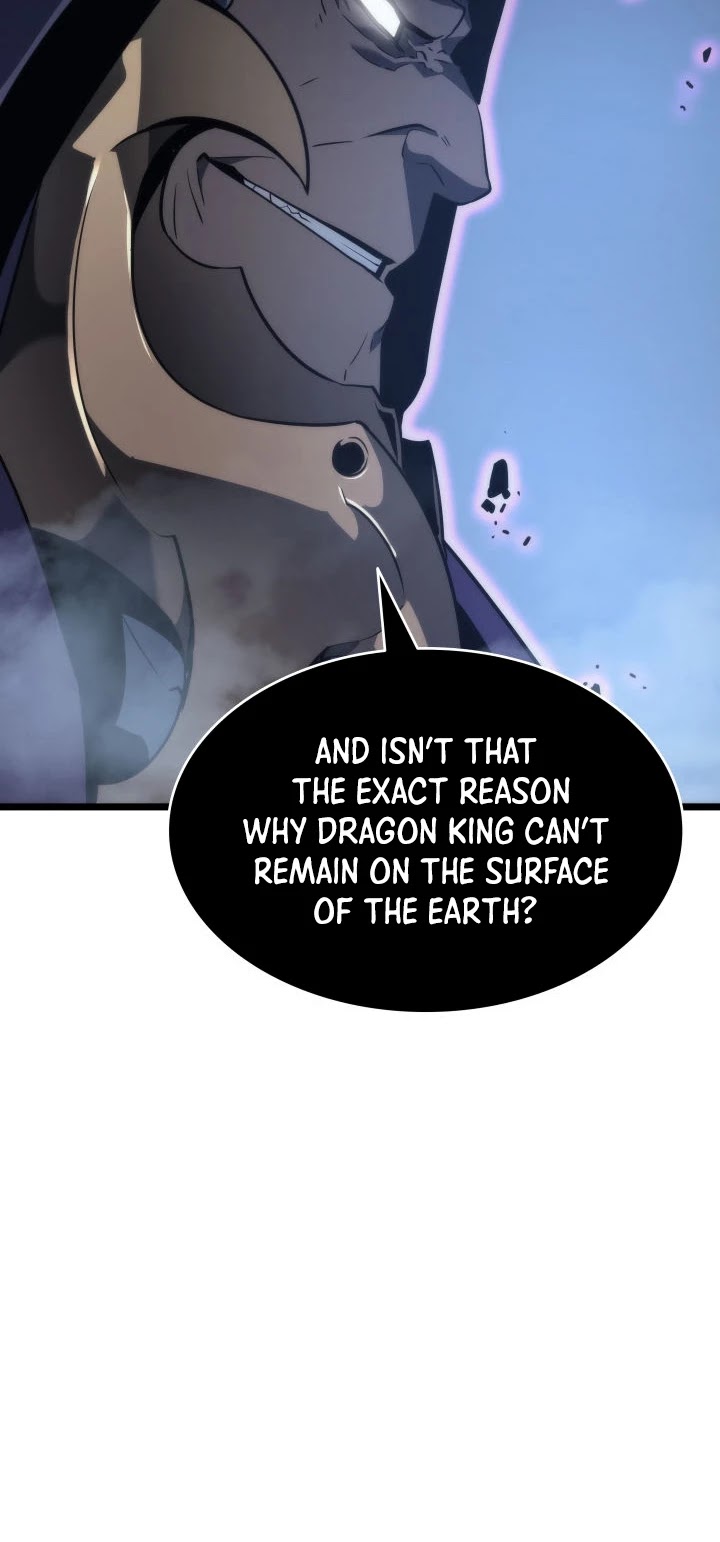 AND ISN'T THAT
THE EXACT REASON
WHY DRAGON KING CAN'T
REMAIN ON THE SURFACE
OF THE EARTH?